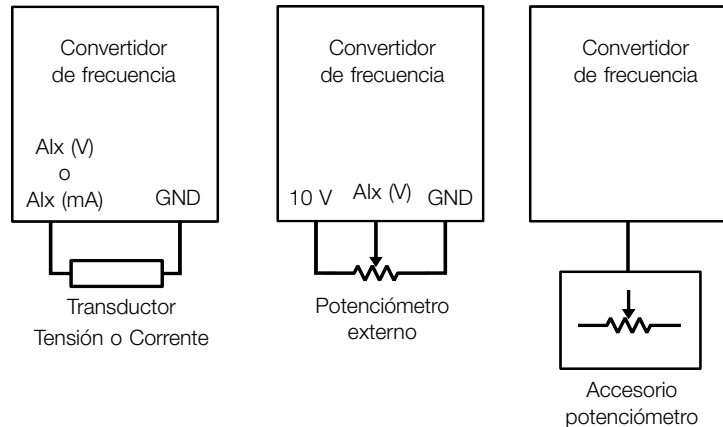 Convertidor
de frecuencia
AIx (V)
o
AIx (mA)
GND
Transductor
Tensión o Corrente
Convertidor
de frecuencia
10 V
AIx (V)
GND
Potenciómetro
externo
Convertidor
de frecuencia
Accesorio
potenciómetro